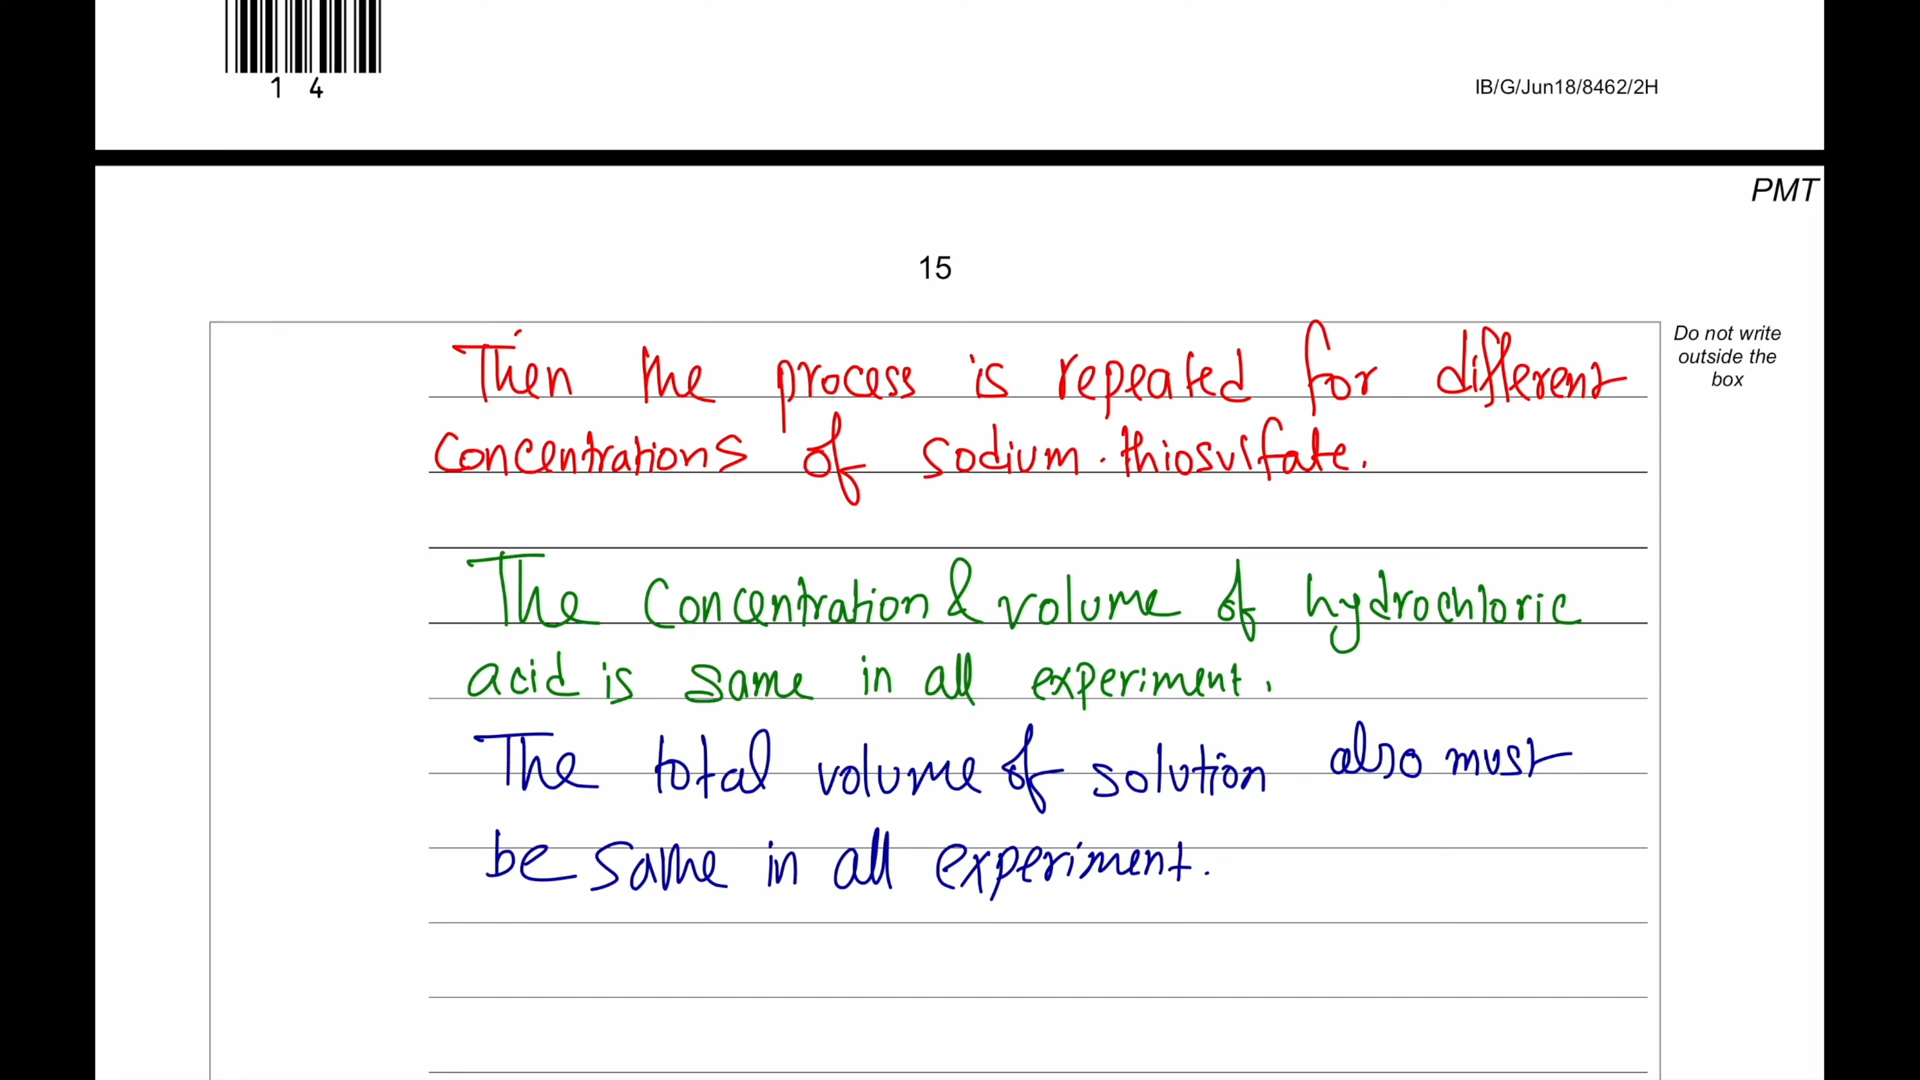 1 4
IB/G/Jun18/8462/2H
PMT
15
Do not write
outside the
box
Then the process is repeated for different
concentrations of sodium thiosulfate.
The Concentration & volume of hydrochloric
acid is same in all experiment.
The total volume of solution also must
be same in all experiment.